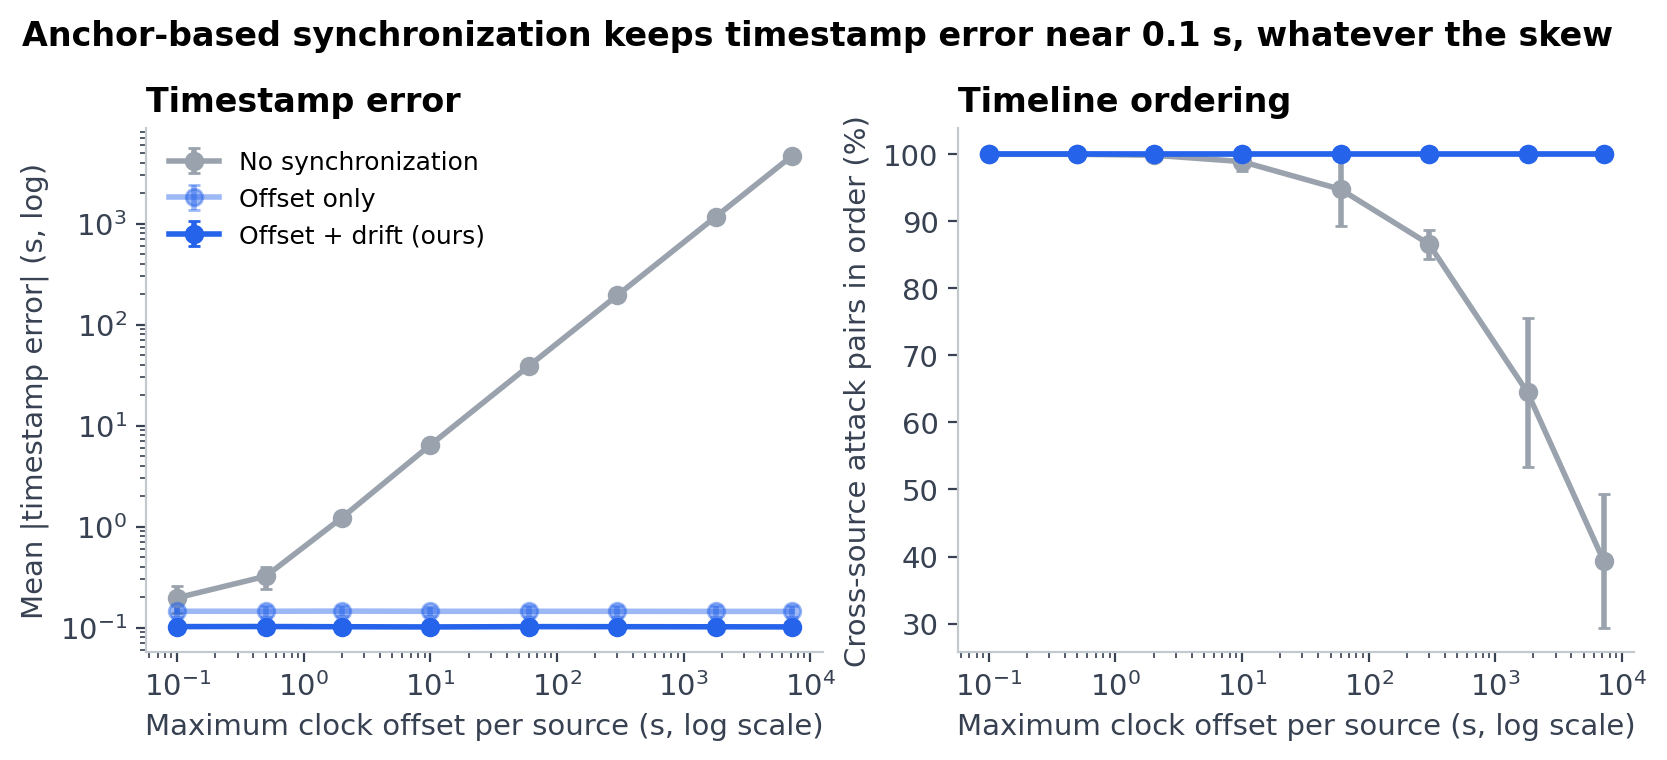 Anchor-based synchronization keeps timestamp error near 0.1 s, whatever the skew
Timestamp error
Mean |timestamp error| (s, log)
10³
10²
10¹
10⁰
10⁻¹
No synchronization
Offset only
Offset + drift (ours)
10⁻¹ 10⁰ 10¹ 10² 10³ 10⁴
Maximum clock offset per source (s, log scale)
Timeline ordering
Cross-source attack pairs in order (%)
100
90
80
70
60
50
40
30
10⁻¹ 10⁰ 10¹ 10² 10³ 10⁴
Maximum clock offset per source (s, log scale)